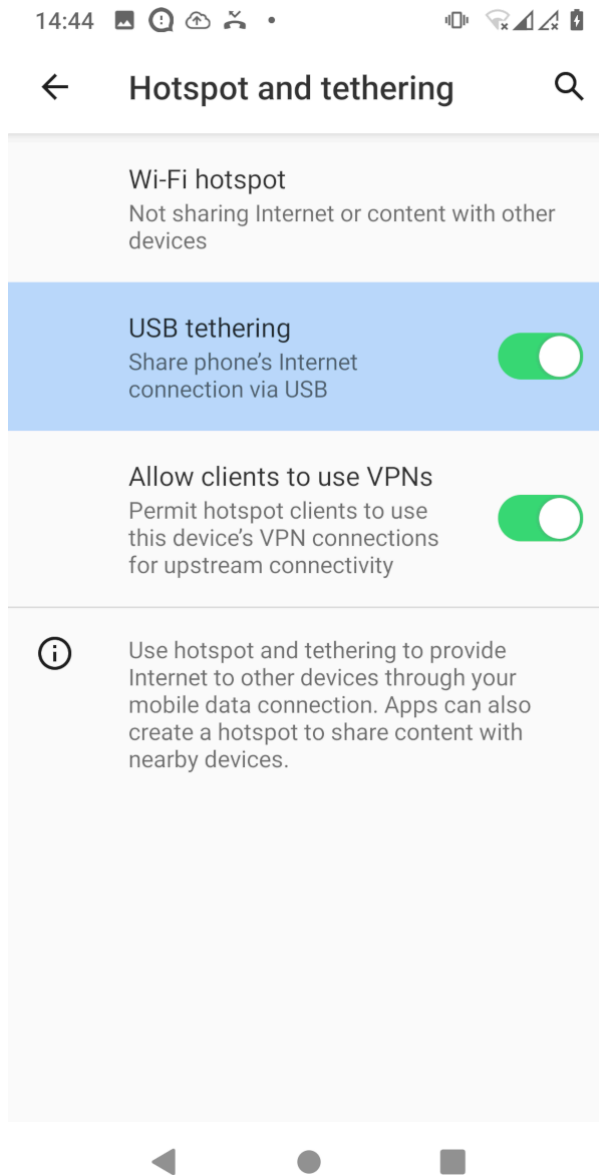 14:44
Hotspot and tethering
Wi-Fi hotspot
Not sharing Internet or content with other
devices
USB tethering
Share phone’s Internet
connection via USB
Allow clients to use VPNs
Permit hotspot clients to use
this device’s VPN connections
for upstream connectivity
Use hotspot and tethering to provide
Internet to other devices through your
mobile data connection. Apps can also
create a hotspot to share content with
nearby devices.